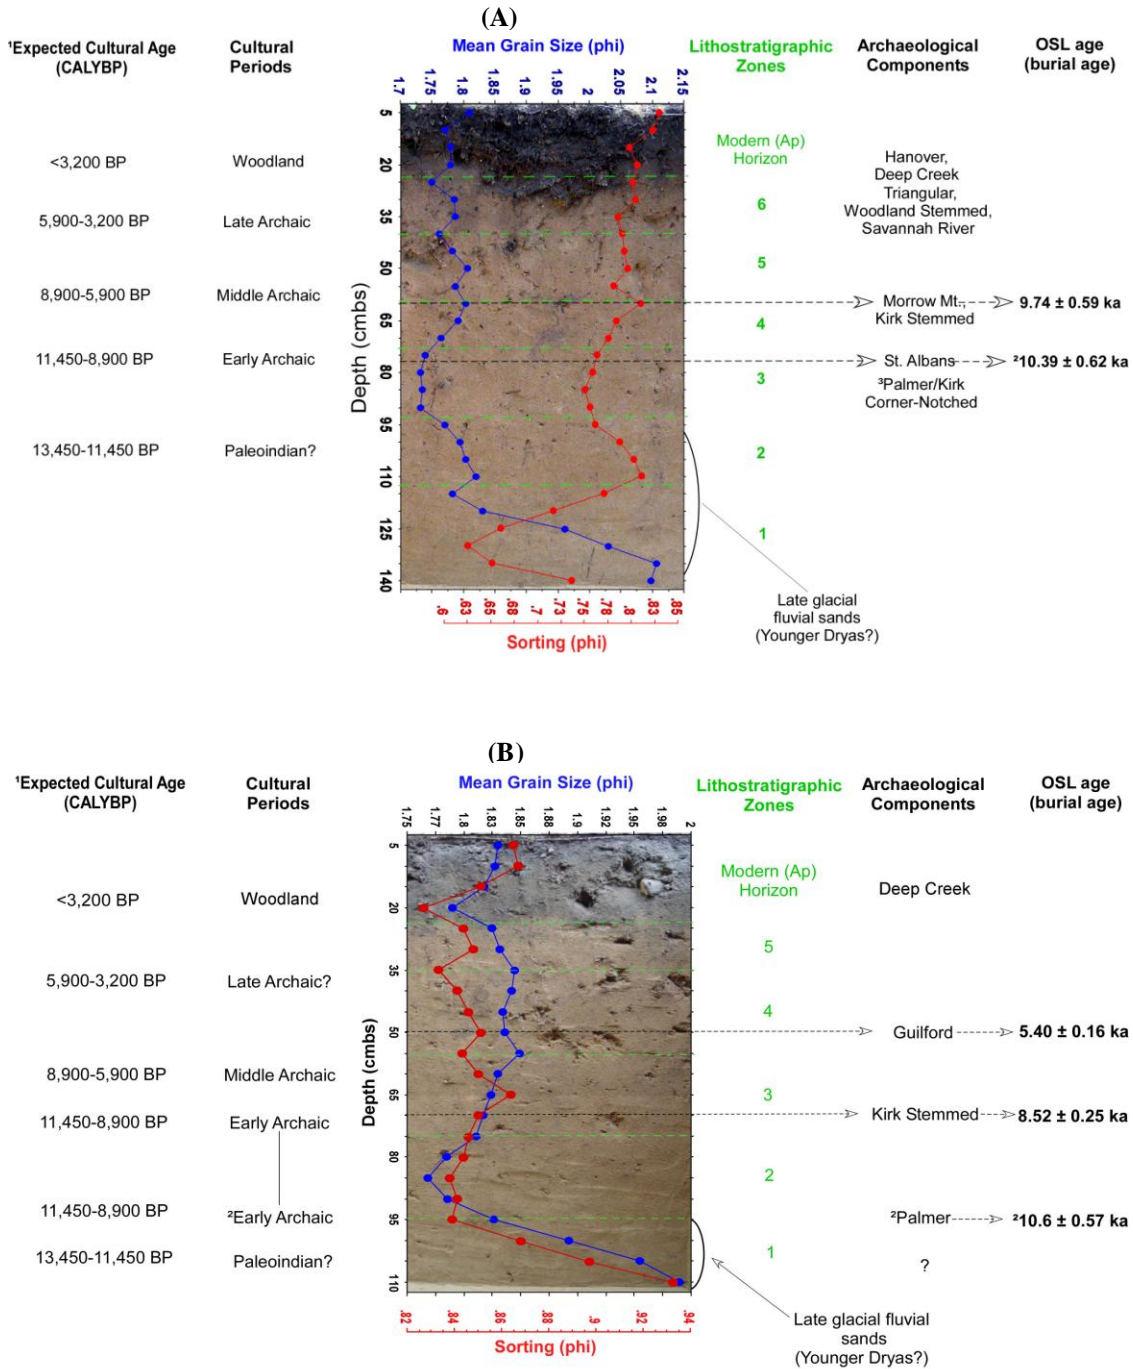 (A)
¹Expected Cultural Age
(CALYBP)
Cultural
Periods
Mean Grain Size (phi)
Lithostratigraphic
Zones
Archaeological
Components
OSL age
(burial age)
1.7 1.75 1.8 1.85 1.9 1.95 2 2.05 2.1 2.15
<3,200 BP
Woodland
Modern (Ap)
Horizon
Hanover,
Deep Creek
Triangular,
Woodland Stemmed,
Savannah River
5,900-3,200 BP
Late Archaic
6
5
8,900-5,900 BP
Middle Archaic
Morrow Mt.,
Kirk Stemmed
9.74 ± 0.59 ka
4
11,450-8,900 BP
Early Archaic
St. Albans
²10.39 ± 0.62 ka
3
³Palmer/Kirk
Corner-Notched
13,450-11,450 BP
Paleoindian?
2
1
Depth (cmbs)
5
20
35
50
65
80
95
110
125
140
.6 .63 .65 .68 .7 .73 .75 .78 .8 .83 .85
Sorting (phi)
Late glacial
fluvial sands
(Younger Dryas?)
(B)
¹Expected Cultural Age
(CALYBP)
Cultural
Periods
Mean Grain Size (phi)
Lithostratigraphic
Zones
Archaeological
Components
OSL age
(burial age)
1.75 1.77 1.8 1.83 1.85 1.88 1.9 1.92 1.95 1.98 2
<3,200 BP
Woodland
Modern (Ap)
Horizon
Deep Creek
5
5,900-3,200 BP
Late Archaic?
4
Guilford
5.40 ± 0.16 ka
8,900-5,900 BP
Middle Archaic
3
11,450-8,900 BP
Early Archaic
Kirk Stemmed
8.52 ± 0.25 ka
2
11,450-8,900 BP
²Early Archaic
²Palmer
²10.6 ± 0.57 ka
13,450-11,450 BP
Paleoindian?
1
?
Depth (cmbs)
5
20
35
50
65
80
95
110
.82 .84 .86 .88 .9 .92 .94
Sorting (phi)
Late glacial fluvial
sands
(Younger Dryas?)